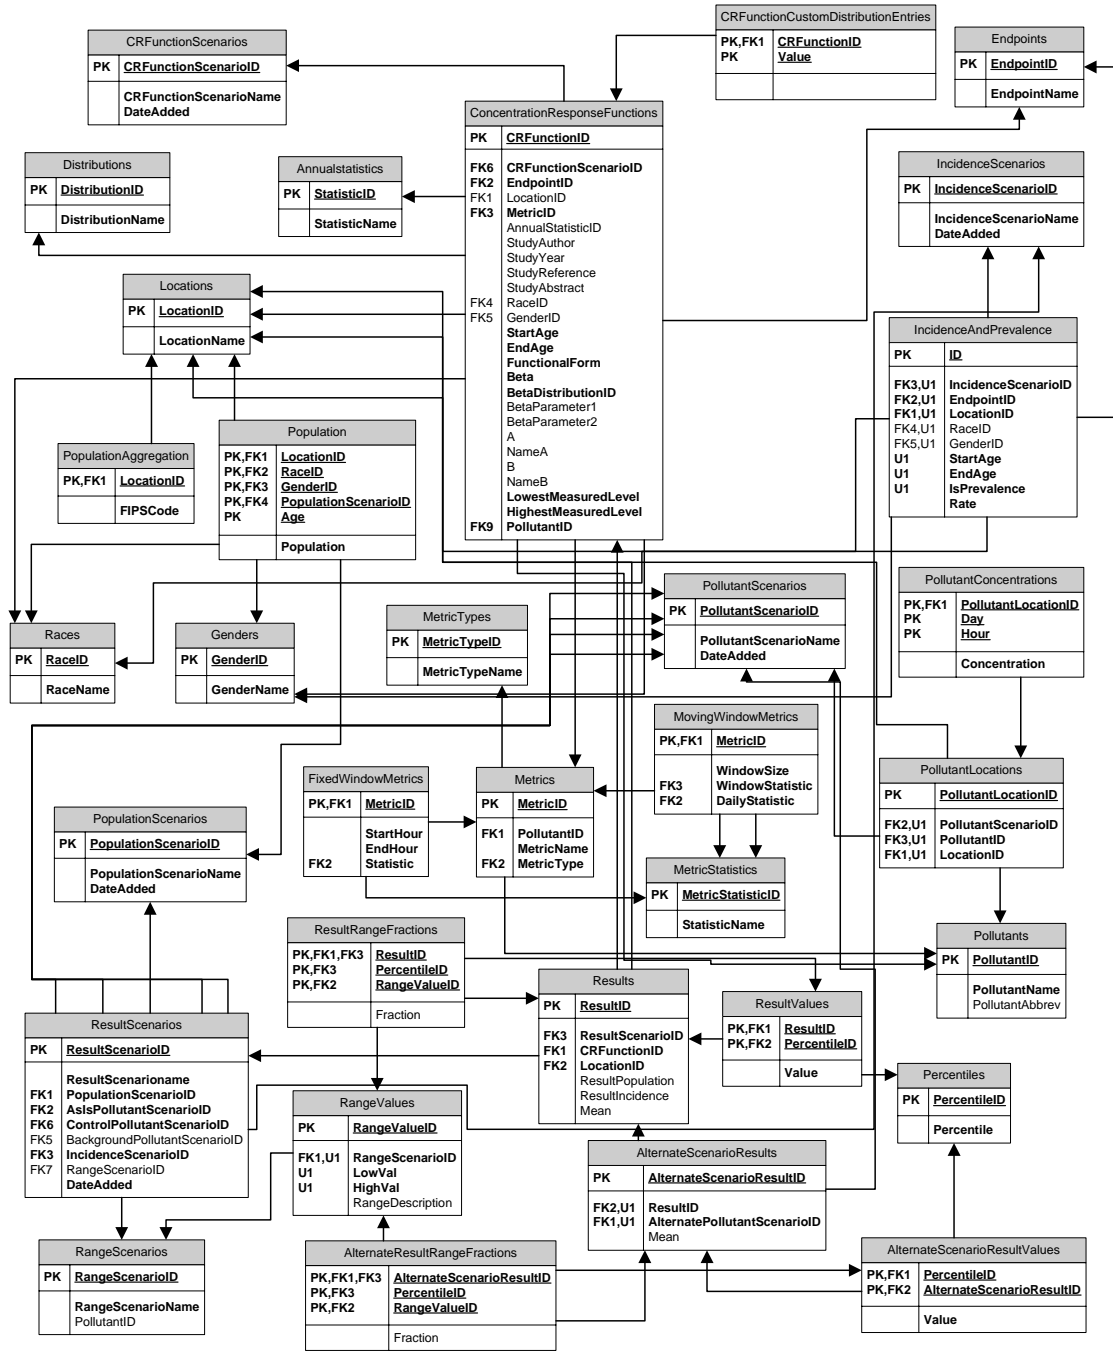 CRFunctionScenarios
PK CRFunctionScenarioID
CRFunctionScenarioName
DateAdded
CRFunctionCustomDistributionEntries
PK,FK1 CRFunctionID
PK Value
Endpoints
PK EndpointID
EndpointName
ConcentrationResponseFunctions
PK CRFunctionID
FK6 CRFunctionScenarioID
FK2 EndpointID
FK1 LocationID
FK3 MetricID
AnnualStatisticID
StudyAuthor
StudyYear
StudyReference
StudyAbstract
FK4 RaceID
FK5 GenderID
StartAge
EndAge
FunctionalForm
Beta
BetaDistributionID
BetaParameter1
BetaParameter2
A
NameA
B
NameB
LowestMeasuredLevel
HighestMeasuredLevel
FK9 PollutantID
Distributions
PK DistributionID
DistributionName
Annualstatistics
PK StatisticID
StatisticName
IncidenceScenarios
PK IncidenceScenarioID
IncidenceScenarioName
DateAdded
Locations
PK LocationID
LocationName
IncidenceAndPrevalence
PK ID
FK3,U1 IncidenceScenarioID
FK2,U1 EndpointID
FK1,U1 LocationID
FK4,U1 RaceID
FK5,U1 GenderID
U1 StartAge
U1 EndAge
U1 IsPrevalence
Rate
PopulationAggregation
PK,FK1 LocationID
FIPSCode
Population
PK,FK1 LocationID
PK,FK2 RaceID
PK,FK3 GenderID
PK,FK4 PopulationScenarioID
PK Age
Population
Races
PK RaceID
RaceName
Genders
PK GenderID
GenderName
MetricTypes
PK MetricTypeID
MetricTypeName
PollutantScenarios
PK PollutantScenarioID
PollutantScenarioName
DateAdded
PollutantConcentrations
PK,FK1 PollutantLocationID
PK Day
PK Hour
Concentration
FixedWindowMetrics
PK,FK1 MetricID
StartHour
EndHour
FK2 Statistic
Metrics
PK MetricID
FK1 PollutantID
MetricName
FK2 MetricType
MovingWindowMetrics
PK,FK1 MetricID
WindowSize
FK3 WindowStatistic
FK2 DailyStatistic
PollutantLocations
PK PollutantLocationID
FK2,U1 PollutantScenarioID
FK3,U1 PollutantID
FK1,U1 LocationID
PopulationScenarios
PK PopulationScenarioID
PopulationScenarioName
DateAdded
MetricStatistics
PK MetricStatisticID
StatisticName
ResultRangeFractions
PK,FK1,FK3 ResultID
PK,FK3 PercentileID
PK,FK2 RangeValueID
Fraction
Pollutants
PK PollutantID
PollutantName
PollutantAbbrev
Results
PK ResultID
FK3 ResultScenarioID
FK1 CRFunctionID
FK2 LocationID
ResultPopulation
ResultIncidence
Mean
ResultValues
PK,FK1 ResultID
PK,FK2 PercentileID
Value
ResultScenarios
PK ResultScenarioID
ResultScenarioname
FK1 PopulationScenarioID
FK2 AsIsPollutantScenarioID
FK6 ControlPollutantScenarioID
FK5 BackgroundPollutantScenarioID
FK3 IncidenceScenarioID
FK7 RangeScenarioID
DateAdded
RangeValues
PK RangeValueID
FK1,U1 RangeScenarioID
U1 LowVal
U1 HighVal
RangeDescription
Percentiles
PK PercentileID
Percentile
AlternateScenarioResults
PK AlternateScenarioResultID
FK2,U1 ResultID
FK1,U1 AlternatePollutantScenarioID
Mean
RangeScenarios
PK RangeScenarioID
RangeScenarioName
PollutantID
AlternateResultRangeFractions
PK,FK1,FK3 AlternateScenarioResultID
PK,FK3 PercentileID
PK,FK2 RangeValueID
Fraction
AlternateScenarioResultValues
PK,FK1 PercentileID
PK,FK2 AlternateScenarioResultID
Value